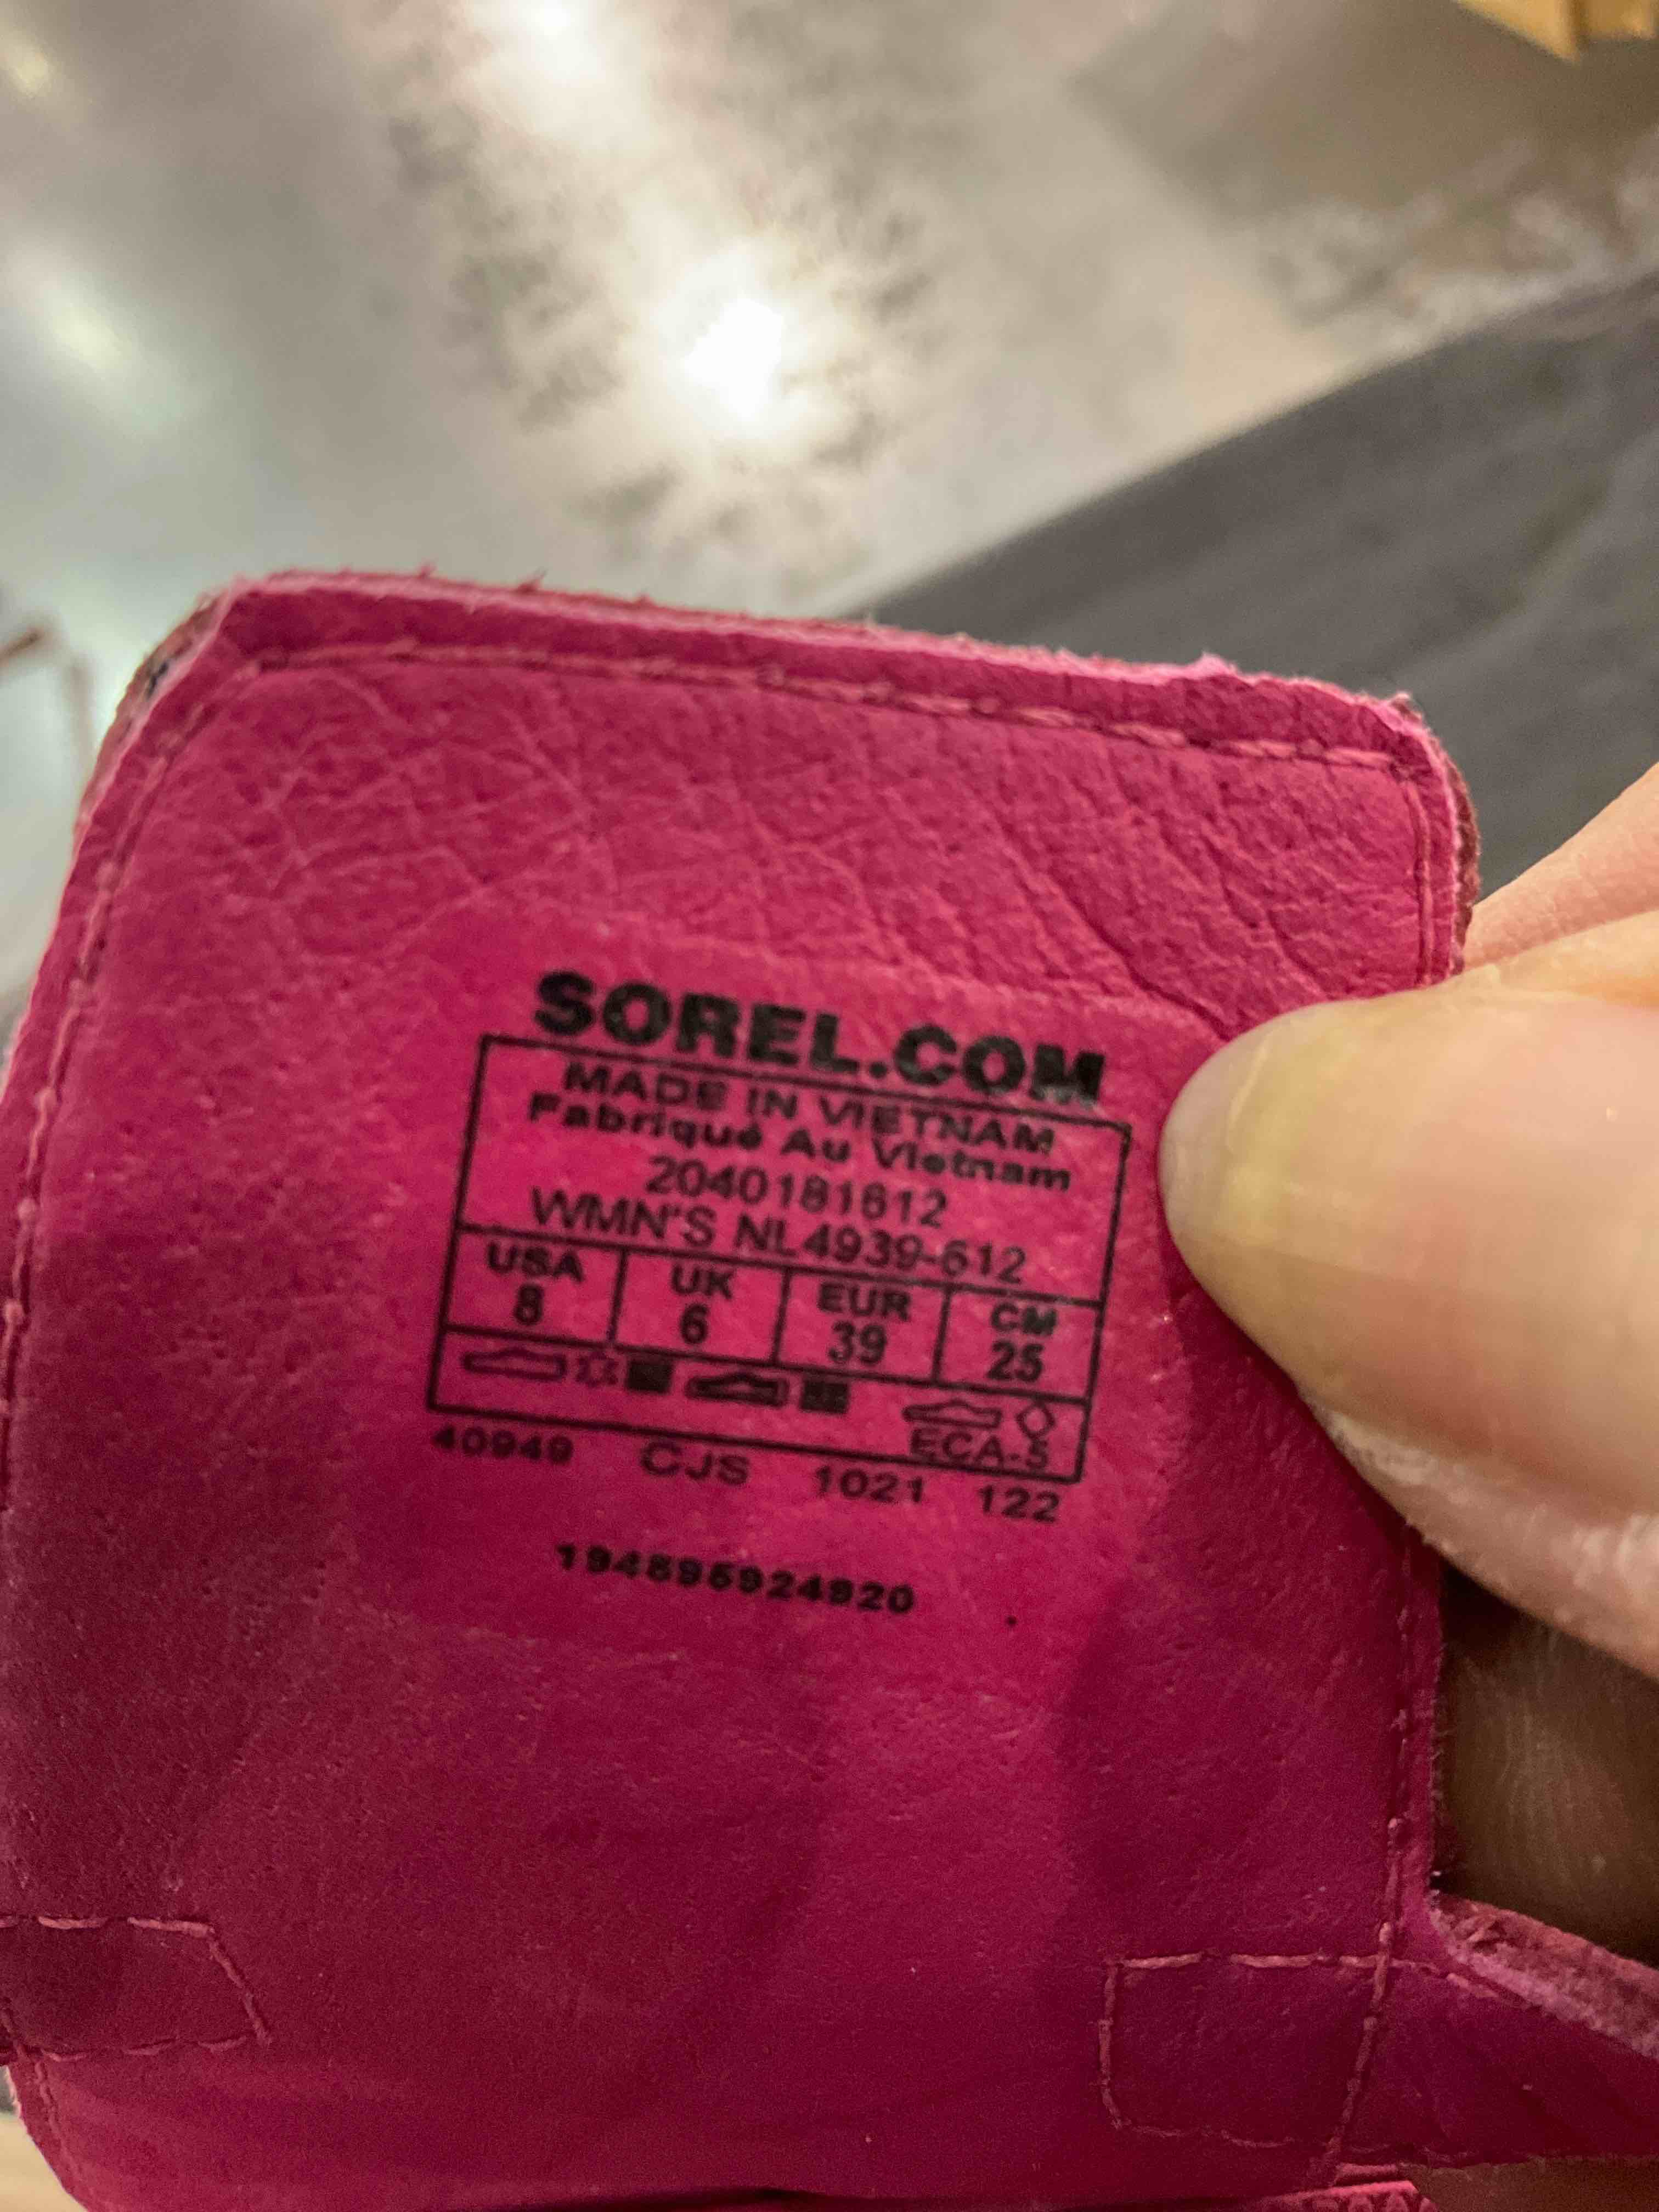 SOREL.COM
MADE IN VIETNAM
Fabriqué Au Vietnam
2040181612
WMN'S NL4939-612
USA UK EUR CM
8 6 39 25
ECA-5
40949 CJS 1021 122
194895924920